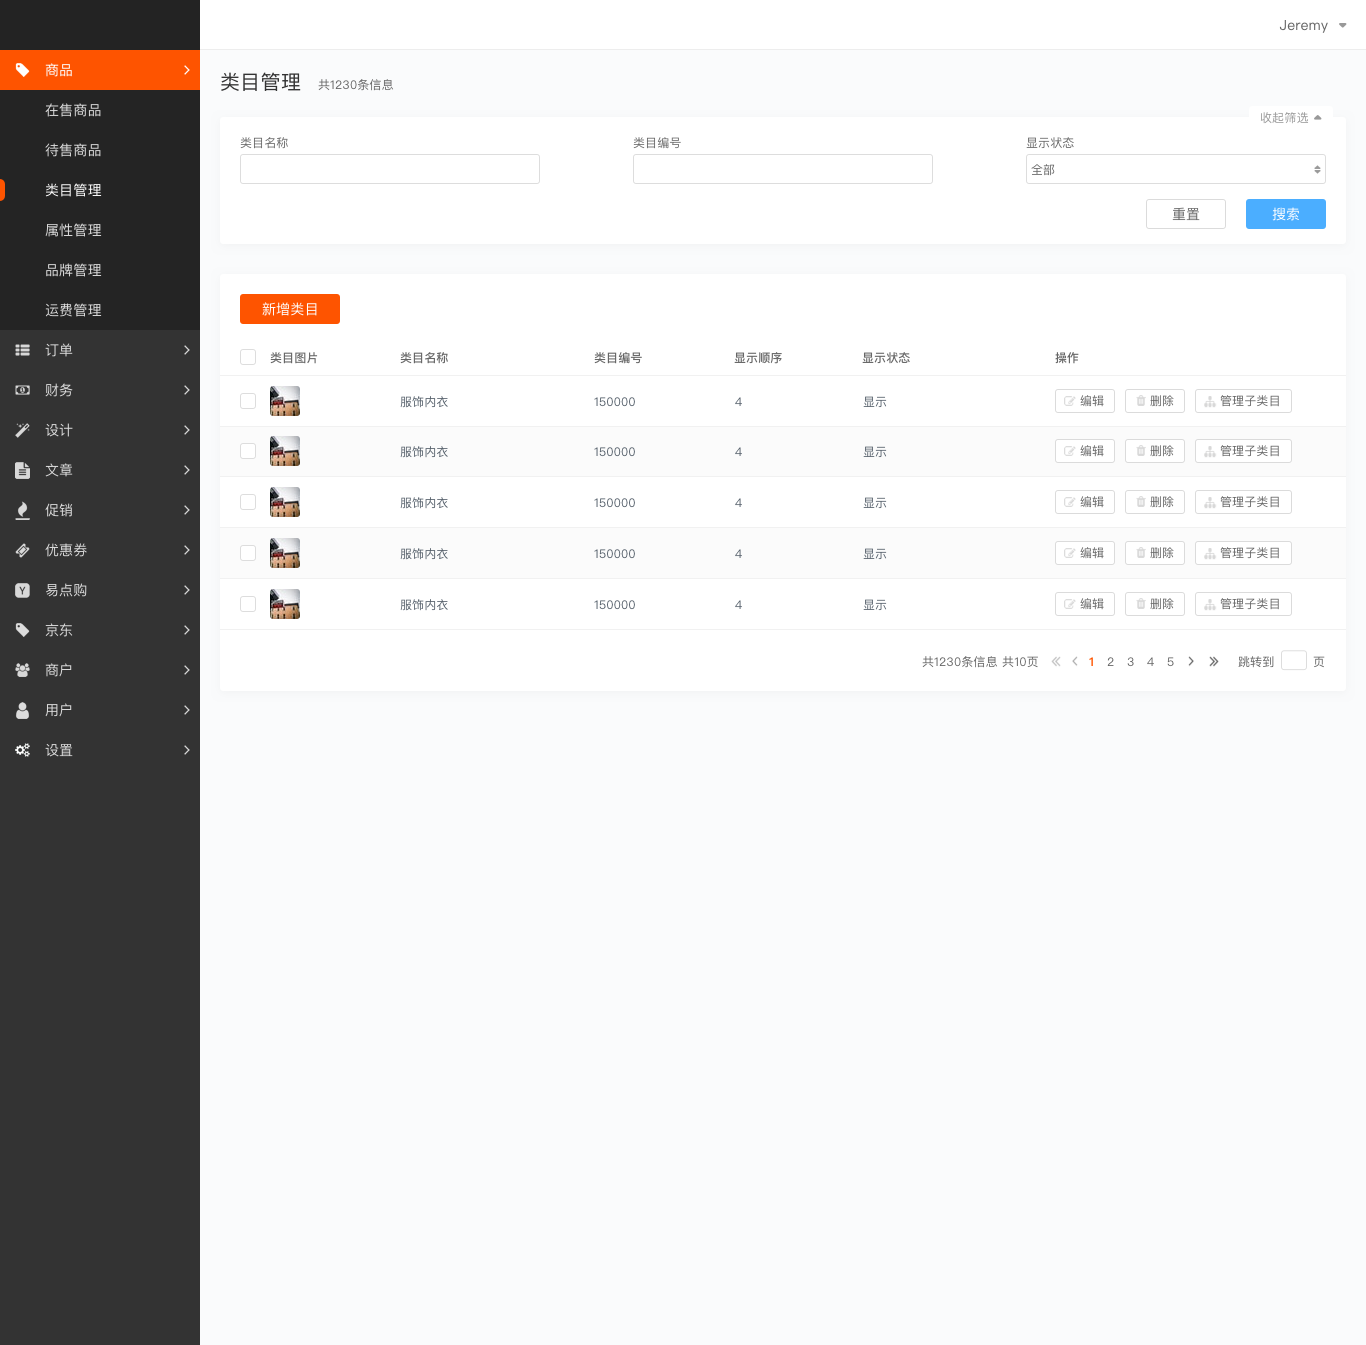 Jeremy
商品
在售商品
待售商品
类目管理
属性管理
品牌管理
运费管理
订单
财务
设计
文章
促销
优惠券
易点购
京东
商户
用户
设置
类目管理 共1230条信息
收起筛选
类目名称 类目编号 显示状态
全部
重置 搜索
新增类目
类目图片 类目名称 类目编号 显示顺序 显示状态 操作
服饰内衣 150000 4 显示 编辑 删除 管理子类目
服饰内衣 150000 4 显示 编辑 删除 管理子类目
服饰内衣 150000 4 显示 编辑 删除 管理子类目
服饰内衣 150000 4 显示 编辑 删除 管理子类目
服饰内衣 150000 4 显示 编辑 删除 管理子类目
共1230条信息 共10页 1 2 3 4 5 跳转到 页